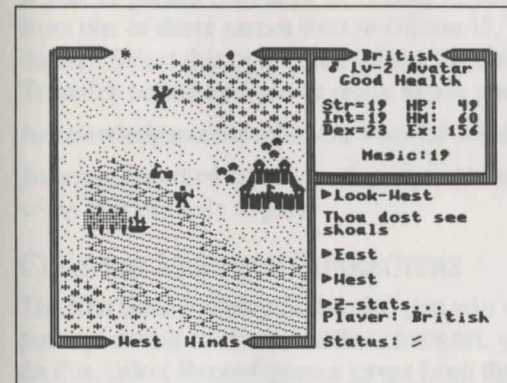 British
♂ Lv-2 Avatar
Good Health
Str=19 HP: 49
Int=19 HM: 60
Dex=23 Ex: 156
Magic:19
►Look-West
Thou dost see
shoals
►East
►West
►Z-stats
Player: British
Status:
West Winds